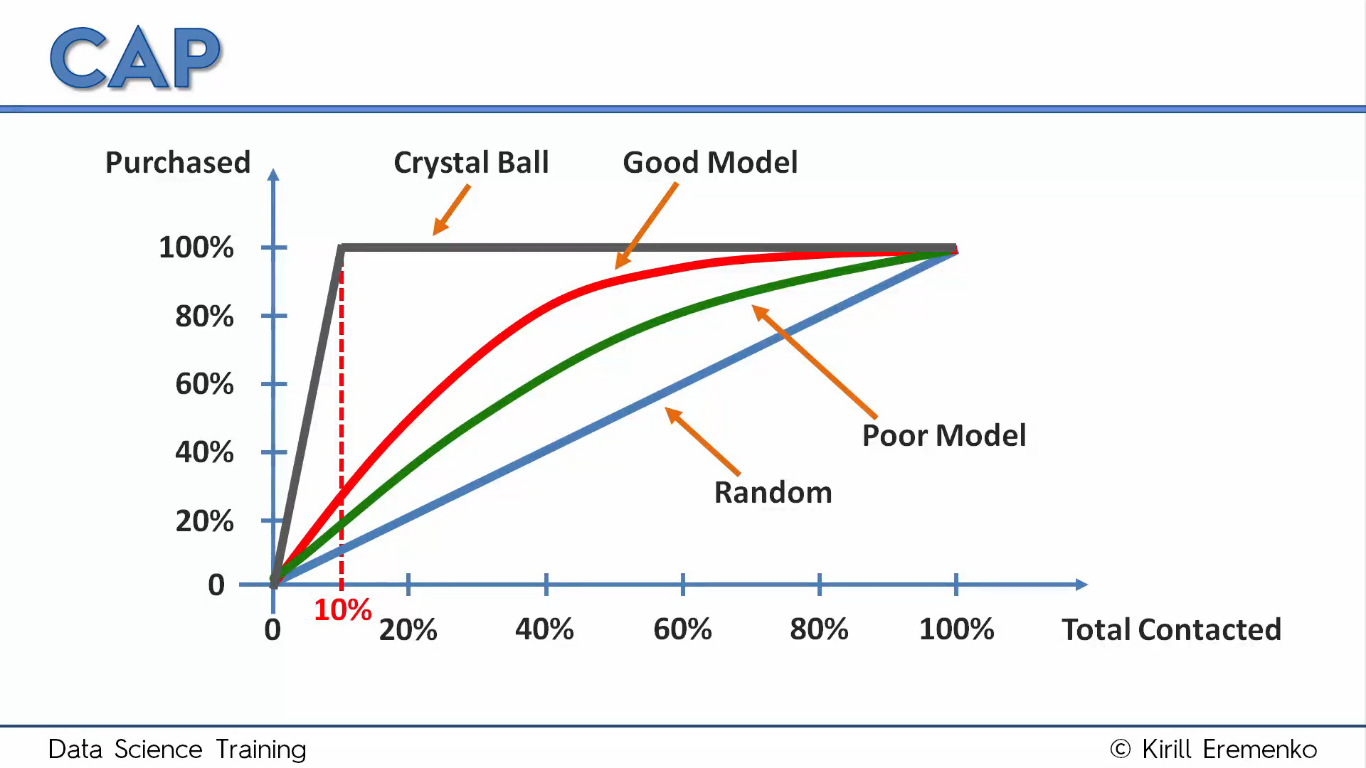 CAP
Purchased
Crystal Ball
Good Model
100%
80%
60%
40%
20%
0
Poor Model
Random
10%
0
20%
40%
60%
80%
100%
Total Contacted
Data Science Training
© Kirill Eremenko